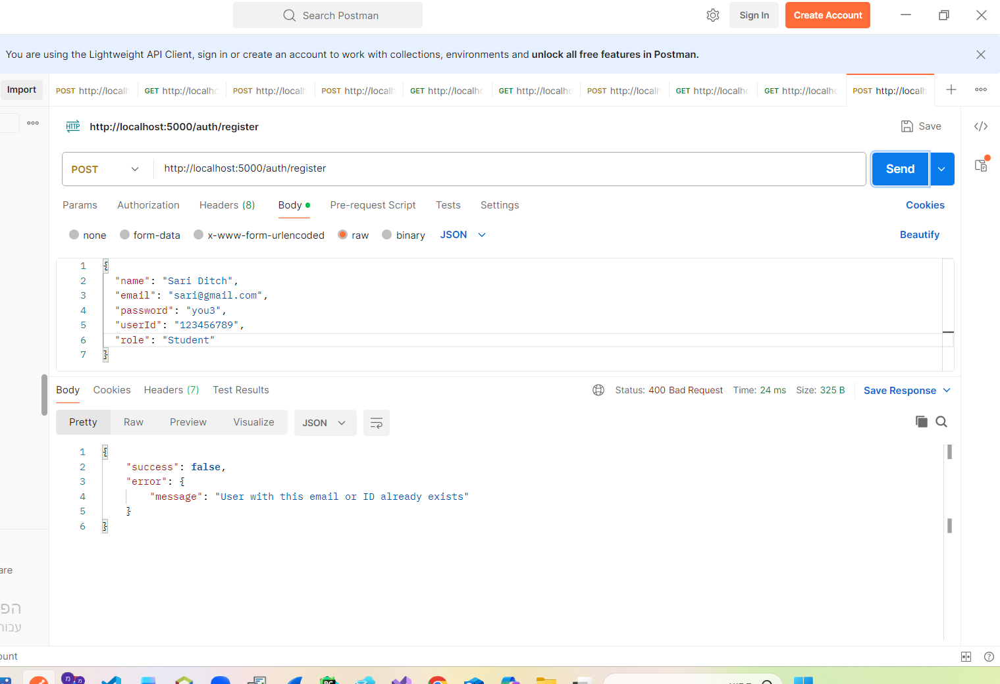 Search Postman
Sign In
Create Account
You are using the Lightweight API Client, sign in or create an account to work with collections, environments and unlock all free features in Postman.
Import
POST http://localh
GET http://localho
POST http://localh
POST http://localh
GET http://localho
GET http://localho
POST http://localh
GET http://localho
GET http://localho
POST http://localh
HTTP http://localhost:5000/auth/register
Save
POST
http://localhost:5000/auth/register
Send
Params Authorization Headers (8) Body Pre-request Script Tests Settings
Cookies
none form-data x-www-form-urlencoded raw binary JSON
Beautify
1 {
2 "name": "Sari Ditch",
3 "email": "sari@gmail.com",
4 "password": "you3",
5 "userId": "123456789",
6 "role": "Student"
7 }
Body Cookies Headers (7) Test Results
Status: 400 Bad Request Time: 24 ms Size: 325 B
Save Response
Pretty Raw Preview Visualize JSON
1 {
2 "success": false,
3 "error": {
4 "message": "User with this email or ID already exists"
5 }
6 }
are
הפ
עבור
ount